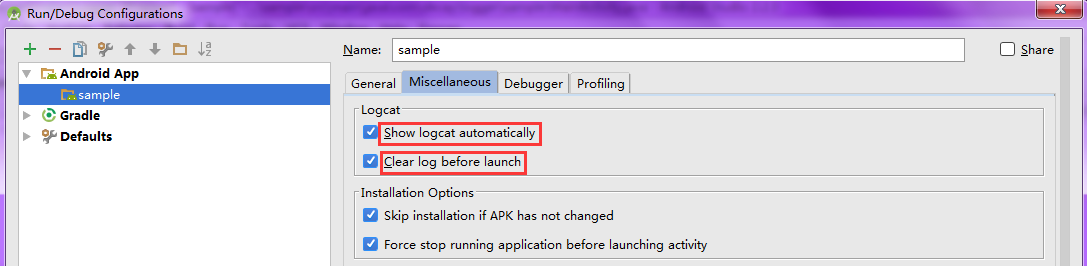 Run/Debug Configurations
Name: sample
Share
Android App
sample
Gradle
Defaults
General Miscellaneous Debugger Profiling
Logcat
Show logcat automatically
Clear log before launch
Installation Options
Skip installation if APK has not changed
Force stop running application before launching activity